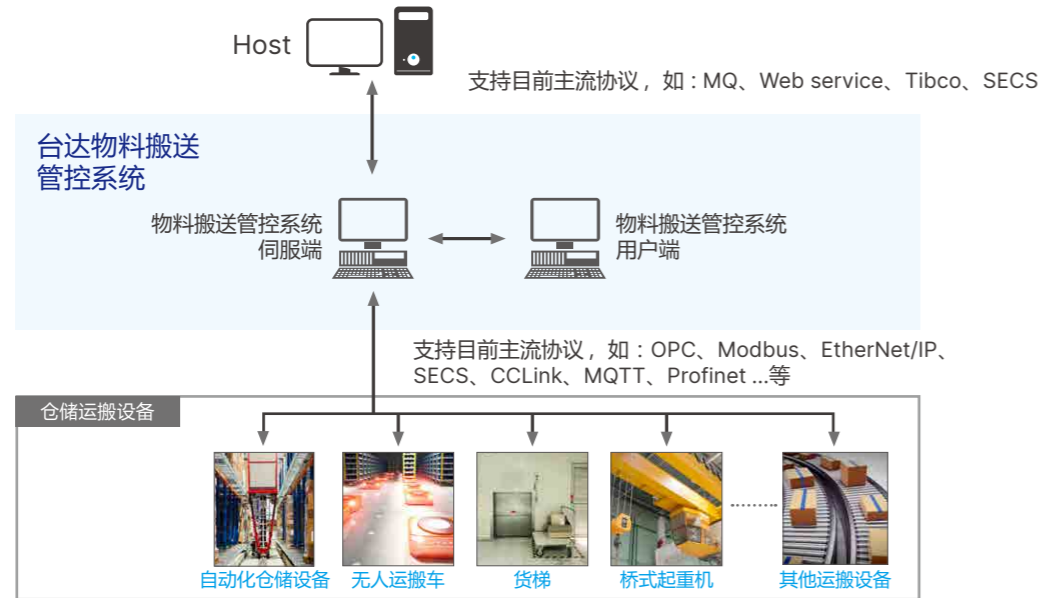 Host
支持目前主流协议，如：MQ、Web service、Tibco、SECS
台达物料搬送
管控系统
物料搬送管控系统
伺服端
物料搬送管控系统
用户端
支持目前主流协议，如：OPC、Modbus、EtherNet/IP、
SECS、CCLink、MQTT、Profinet ...等
仓储运搬设备
自动化仓储设备
无人运搬车
货梯
桥式起重机
其他运搬设备